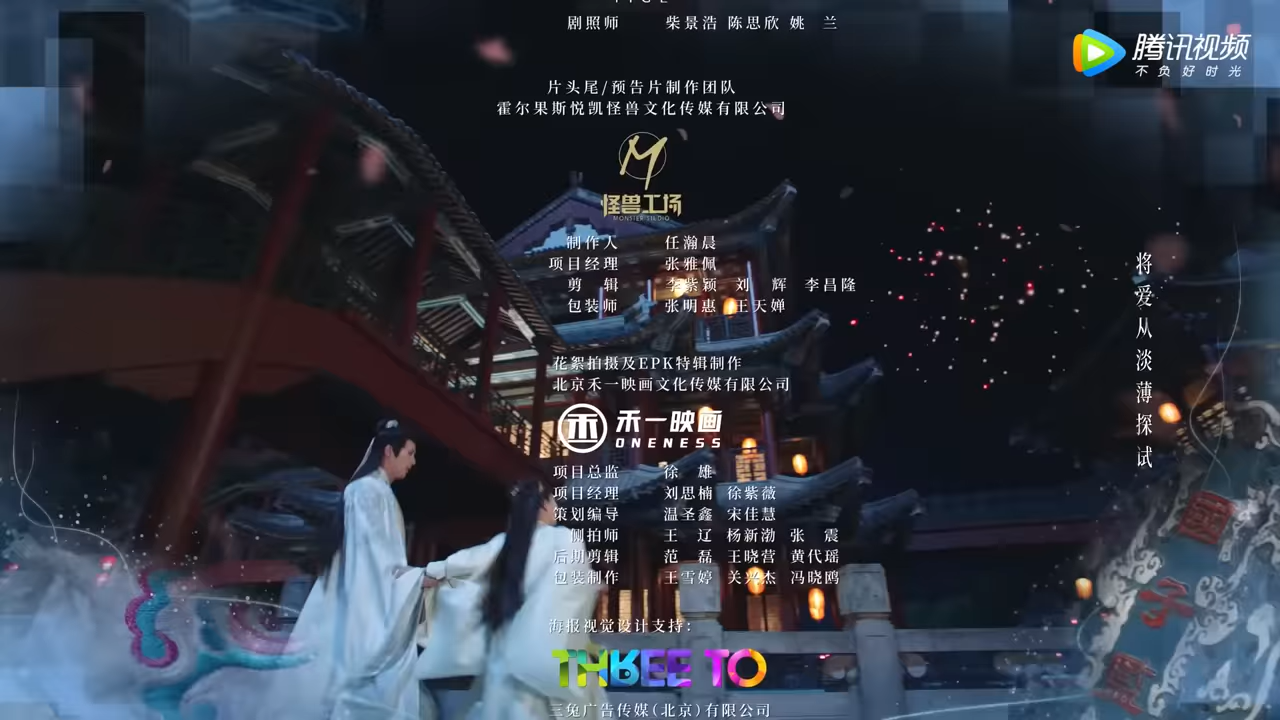 剧照师 柴景浩 陈思欣 姚 兰
腾讯视频
不负好时光
片头尾/预告片制作团队
霍尔果斯悦凯怪兽文化传媒有限公司
怪兽工场
MONSTER STUDIO
制作人 任瀚晨
项目经理 张雅佩
剪 辑 李紫颖 刘 辉 李昌隆
包装师 张明惠 王天婵
将爱从淡薄探试
花絮拍摄及EPK特辑制作
北京禾一映画文化传媒有限公司
禾一映画
ONENESS
项目总监 徐 雄
项目经理 刘思楠 徐紫薇
策划编导 温圣鑫 宋佳慧
侧拍师 王 辽 杨新渤 张 震
后期剪辑 范 磊 王晓营 黄代瑶
包装制作 王雪婷 关兴杰 冯晓鸥
國子監
海报视觉设计支持:
THREE TO
三兔广告传媒(北京)有限公司